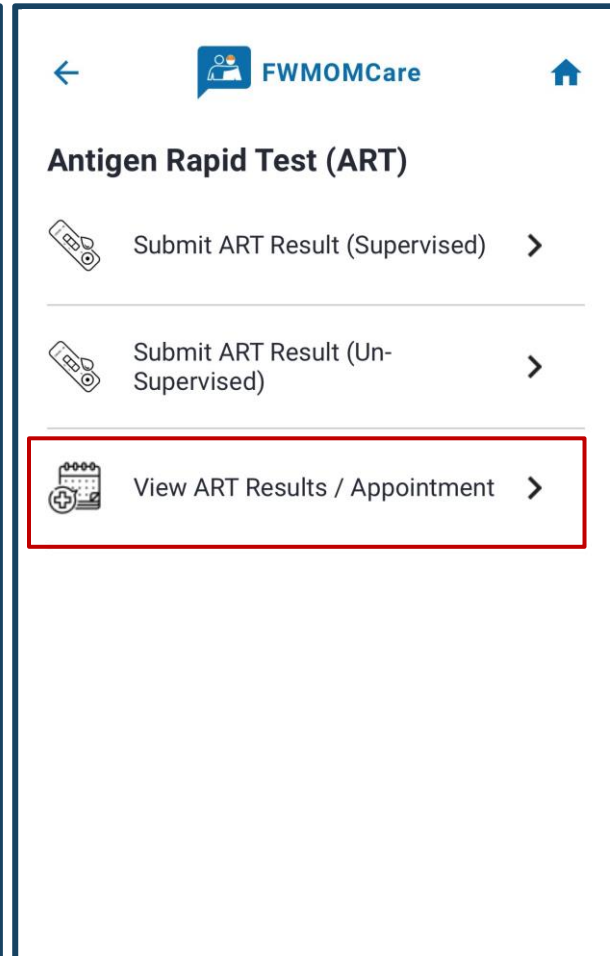 FWMOMCare
Antigen Rapid Test (ART)
Submit ART Result (Supervised)
Submit ART Result (Un-
Supervised)
View ART Results / Appointment